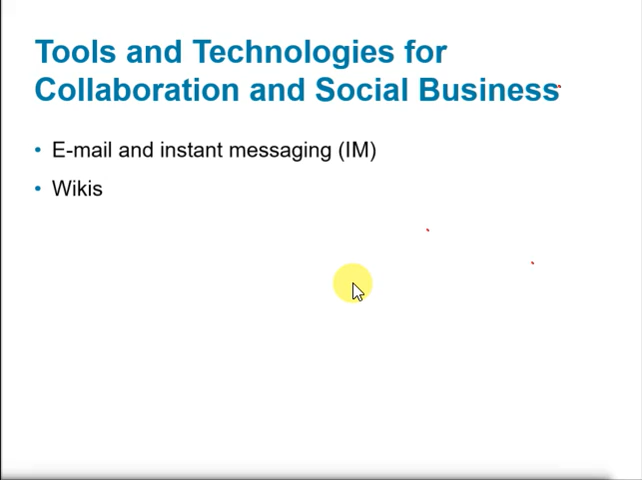 Tools and Technologies for
Collaboration and Social Business
• E-mail and instant messaging (IM)
• Wikis